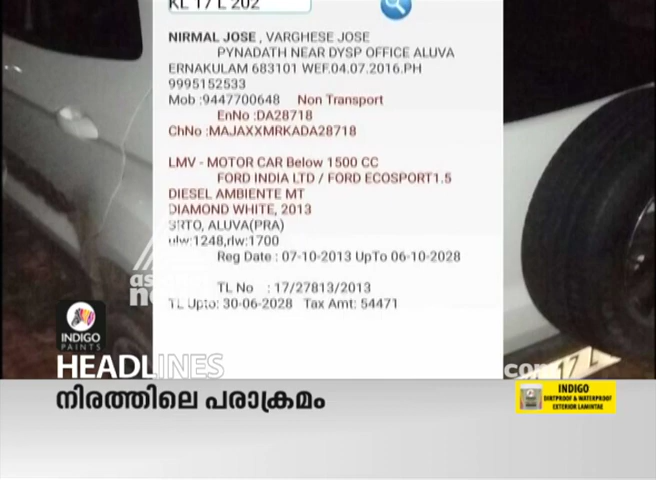 KL 17 L 202
NIRMAL JOSE , VARGHESE JOSE
PYNADATH NEAR DYSP OFFICE ALUVA
ERNAKULAM 683101 WEF.04.07.2016.PH
9995152533
Mob :9447700648 Non Transport
EnNo :DA28718
ChNo :MAJAXXMRKADA28718
LMV - MOTOR CAR Below 1500 CC
FORD INDIA LTD / FORD ECOSPORT1.5
DIESEL AMBIENTE MT
DIAMOND WHITE, 2013
SRTO, ALUVA(PRA)
ulw:1248,rlw:1700
Reg Date : 07-10-2013 UpTo 06-10-2028
TL No : 17/27813/2013
TL Upto: 30-06-2028 Tax Amt: 54471
INDIGO
PAINTS
HEADLINES
17 L
നിരത്തിലെ പരാക്രമം
INDIGO
DIRTPROOF & WATERPROOF
EXTERIOR LAMINTAE